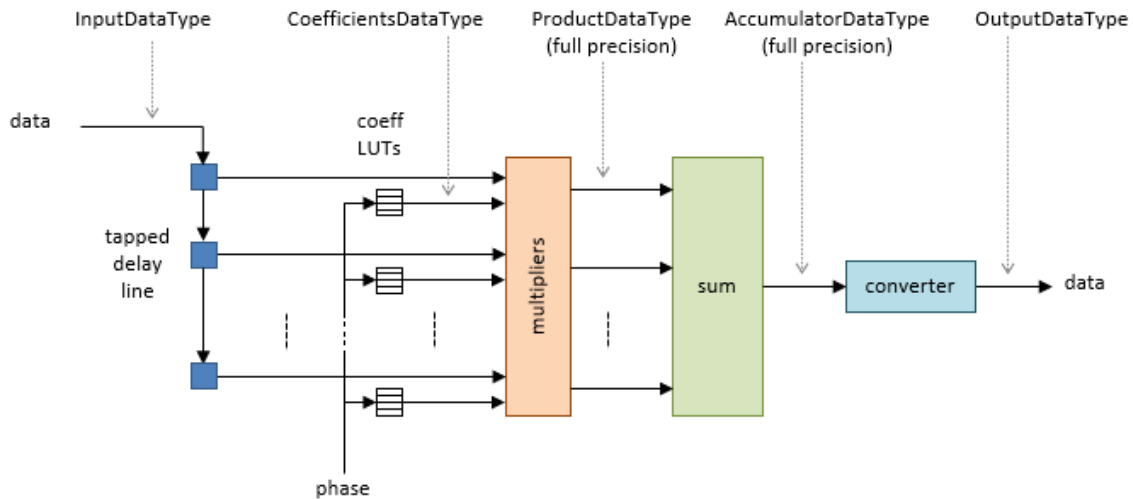 InputDataType
CoefficientsDataType
ProductDataType
(full precision)
AccumulatorDataType
(full precision)
OutputDataType
data
coeff
LUTs
tapped
delay
line
multipliers
sum
converter
data
phase